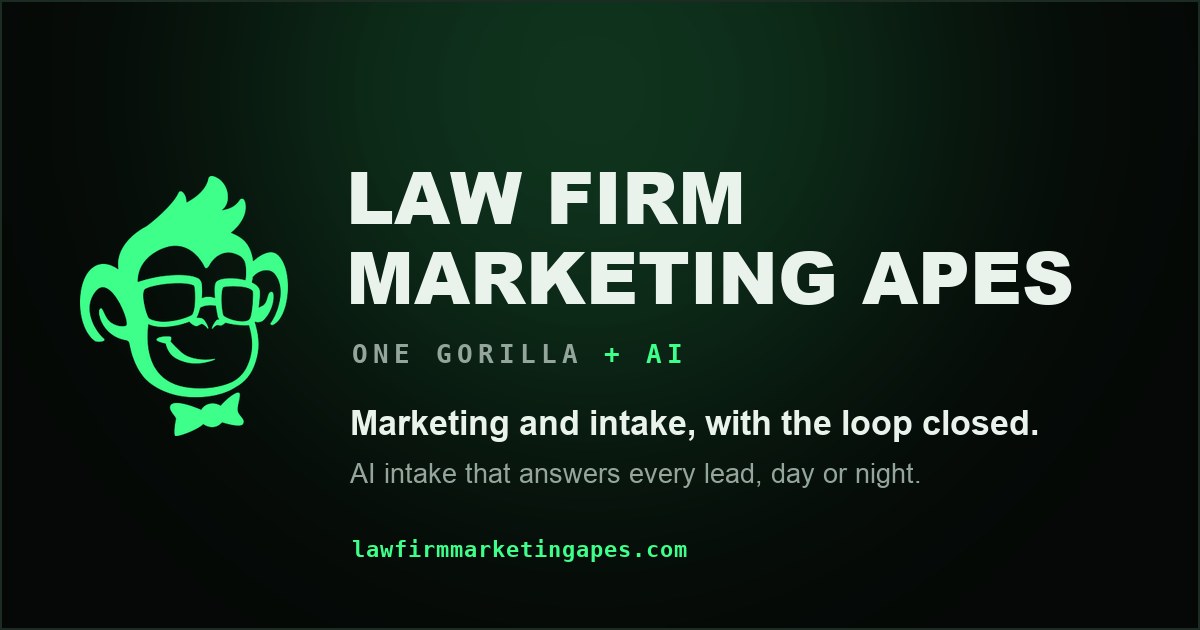 LAW FIRM
MARKETING APES
ONE GORILLA + AI
Marketing and intake, with the loop closed.
AI intake that answers every lead, day or night.
lawfirmmarketingapes.com